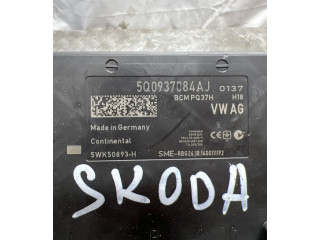 5Q0937084AJ 0137
BCM PQ37H H18
VW AG
Made in Germany
Continental
5WK50893-H
SKODA